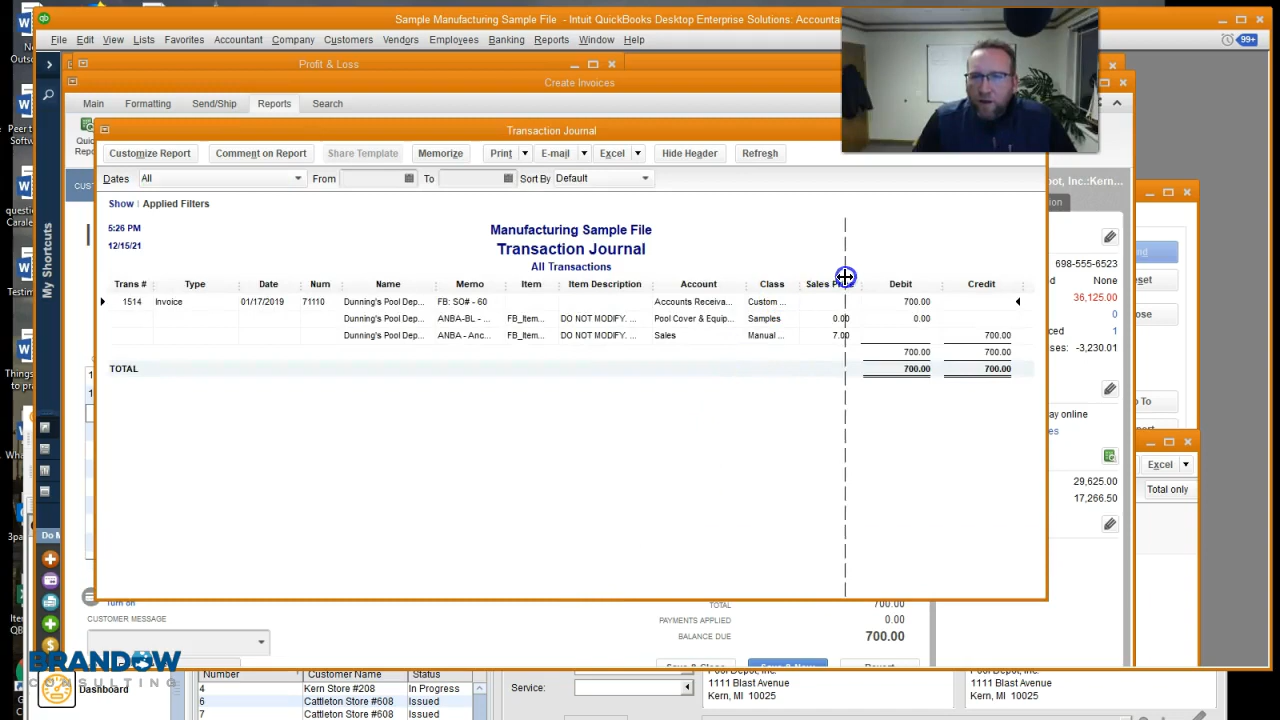 Sample Manufacturing Sample File - Intuit QuickBooks Desktop Enterprise Solutions: Accounta
File Edit View Lists Favorites Accountant Company Customers Vendors Employees Banking Reports Window Help
99+
Profit & Loss
Create Invoices
Main Formatting Send/Ship Reports Search
Transaction Journal
Customize Report Comment on Report Share Template Memorize Print E-mail Excel Hide Header Refresh
Dates All From To Sort By Default
Show Applied Filters
5:26 PM
12/15/21
Manufacturing Sample File
Transaction Journal
All Transactions
Trans # Type Date Num Name Memo Item Item Description Account Class Debit Credit
1514 Invoice 01/17/2019 71110 Dunning's Pool Dep... FB: SO# - 60 Accounts Receiva... Custom ... 700.00
Dunning's Pool Dep... ANBA-BL - ... FB_Item... DO NOT MODIFY. ... Pool Cover & Equip... Samples 0.00 0.00
Dunning's Pool Dep... ANBA - Anc... FB_Item... DO NOT MODIFY. ... Sales Manual ... 7.00 700.00
700.00 700.00
TOTAL 700.00 700.00
My Shortcuts
Do M
698-555-6523
None
36,125.00
0
1
-3,230.01
ay online
29,625.00
17,266.50
Excel
Total only
Turn on
CUSTOMER MESSAGE
TOTAL 700.00
PAYMENTS APPLIED 0.00
BALANCE DUE 700.00
BRANDOW
CONSULTING
Dashboard
Number Customer Name Status
4 Kern Store #208 In Progress
6 Cattleton Store #608 Issued
7 Cattleton Store #608 Issued
Service:
Pool Depot, Inc.
1111 Blast Avenue
Kern, MI 10025
Pool Depot, Inc.
1111 Blast Avenue
Kern, MI 10025